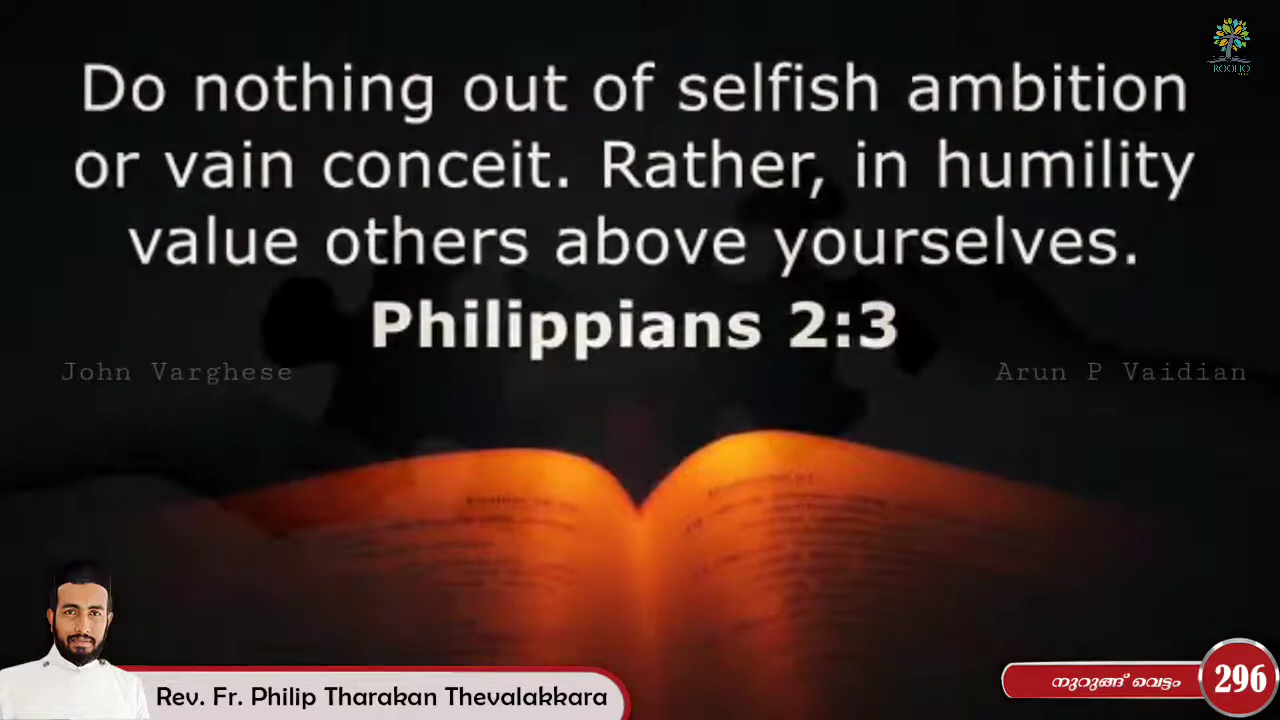 ROOHO
Do nothing out of selfish ambition
or vain conceit. Rather, in humility
value others above yourselves.
Philippians 2:3
John Varghese
Arun P Vaidian
Rev. Fr. Philip Tharakan Thevalakkara
നുറുങ്ങ് വെട്ടം
296